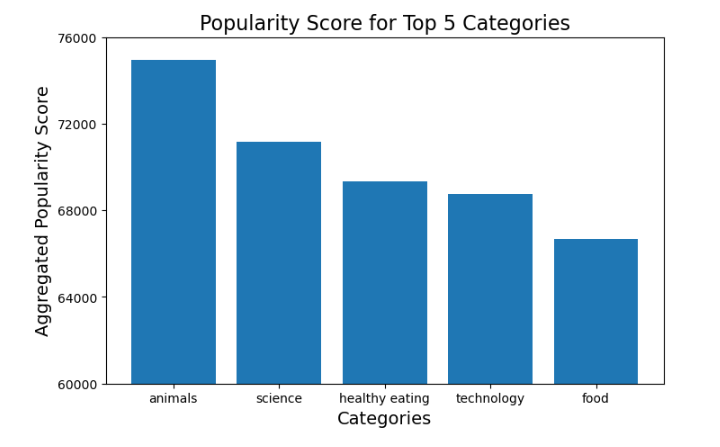 Popularity Score for Top 5 Categories
Aggregated Popularity Score
76000
72000
68000
64000
60000
animals science healthy eating technology food
Categories